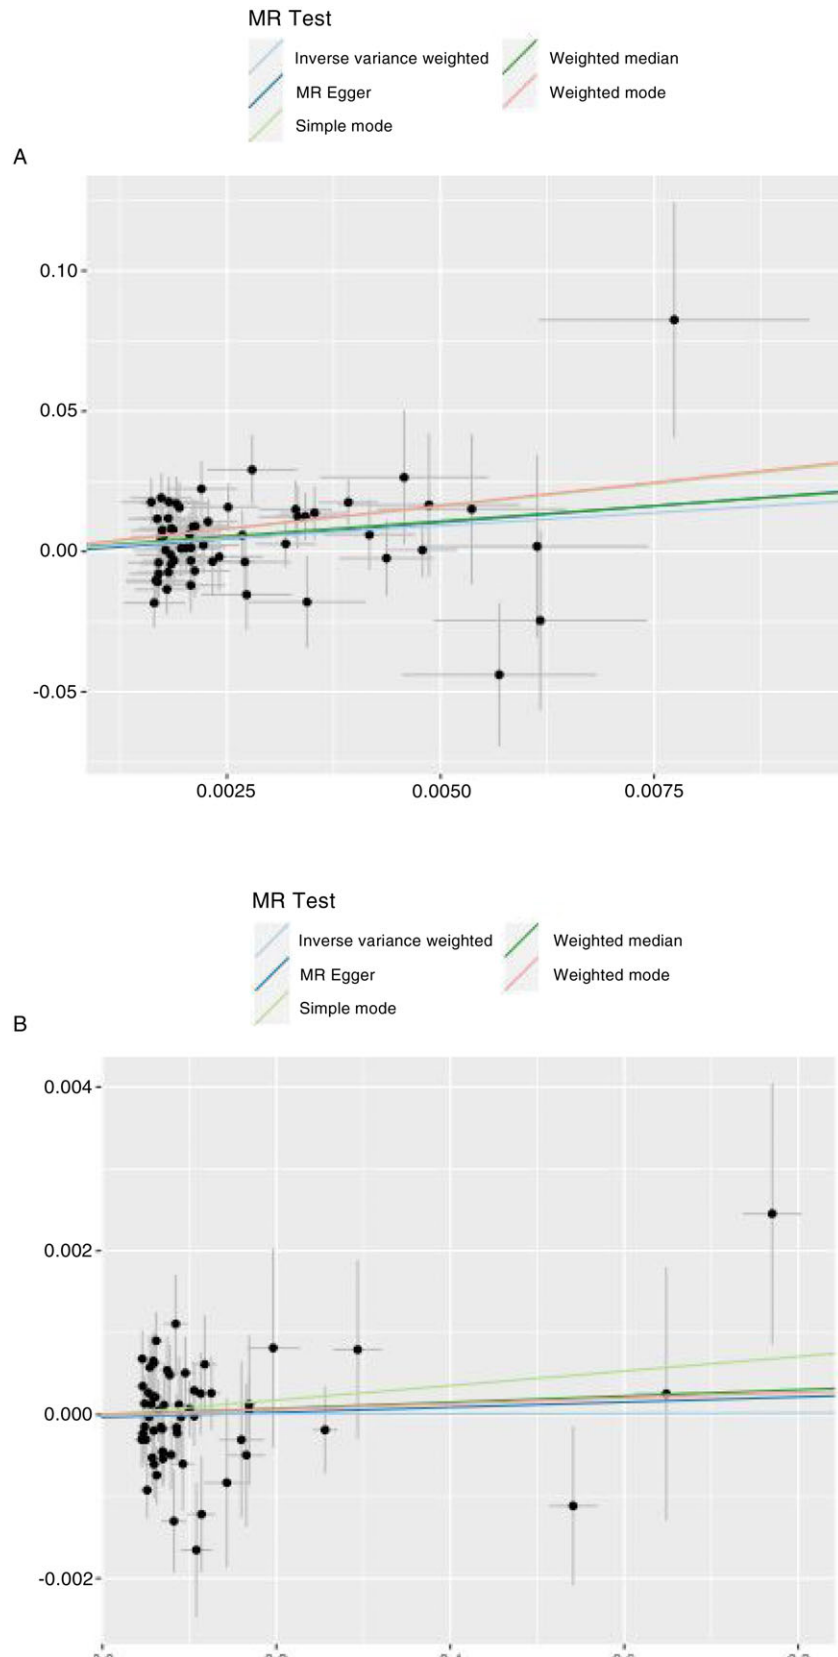 MR Test
Inverse variance weighted
Weighted median
MR Egger
Weighted mode
Simple mode
A
0.10
0.05
0.00
-0.05
0.0025
0.0050
0.0075
MR Test
Inverse variance weighted
Weighted median
MR Egger
Weighted mode
Simple mode
B
0.004
0.002
0.000
-0.002